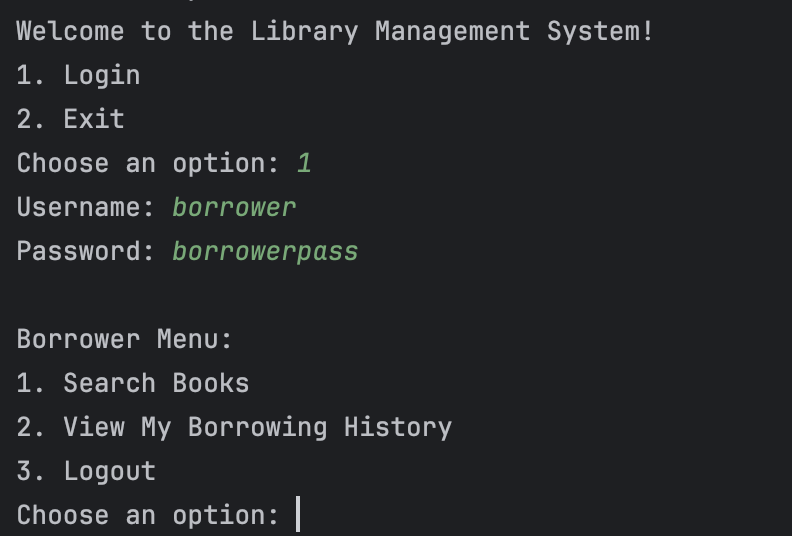 Welcome to the Library Management System!
1. Login
2. Exit
Choose an option: 1
Username: borrower
Password: borrowerpass
Borrower Menu:
1. Search Books
2. View My Borrowing History
3. Logout
Choose an option: